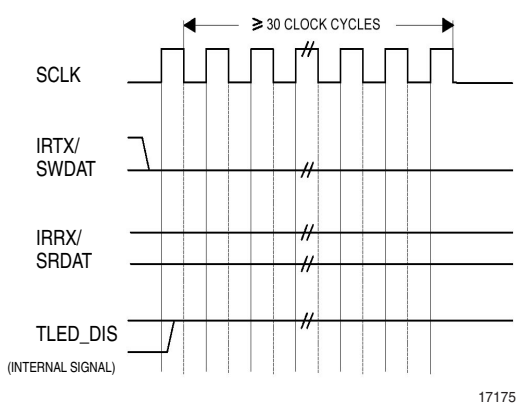 ⩾ 30 CLOCK CYCLES
SCLK
IRTX/
SWDAT
IRRX/
SRDAT
TLED_DIS
(INTERNAL SIGNAL)
17175